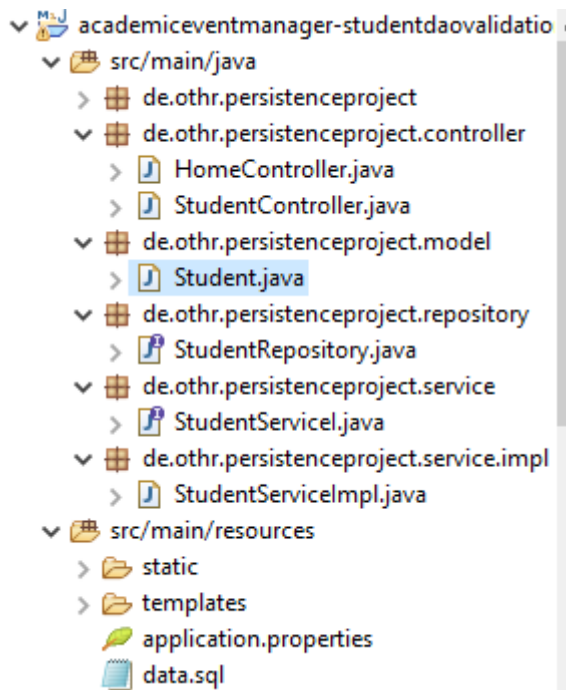 academiceventmanager-studentdaovalidatio
src/main/java
de.othr.persistenceproject
de.othr.persistenceproject.controller
HomeController.java
StudentController.java
de.othr.persistenceproject.model
Student.java
de.othr.persistenceproject.repository
StudentRepository.java
de.othr.persistenceproject.service
StudentServiceI.java
de.othr.persistenceproject.service.impl
StudentServiceImpl.java
src/main/resources
static
templates
application.properties
data.sql